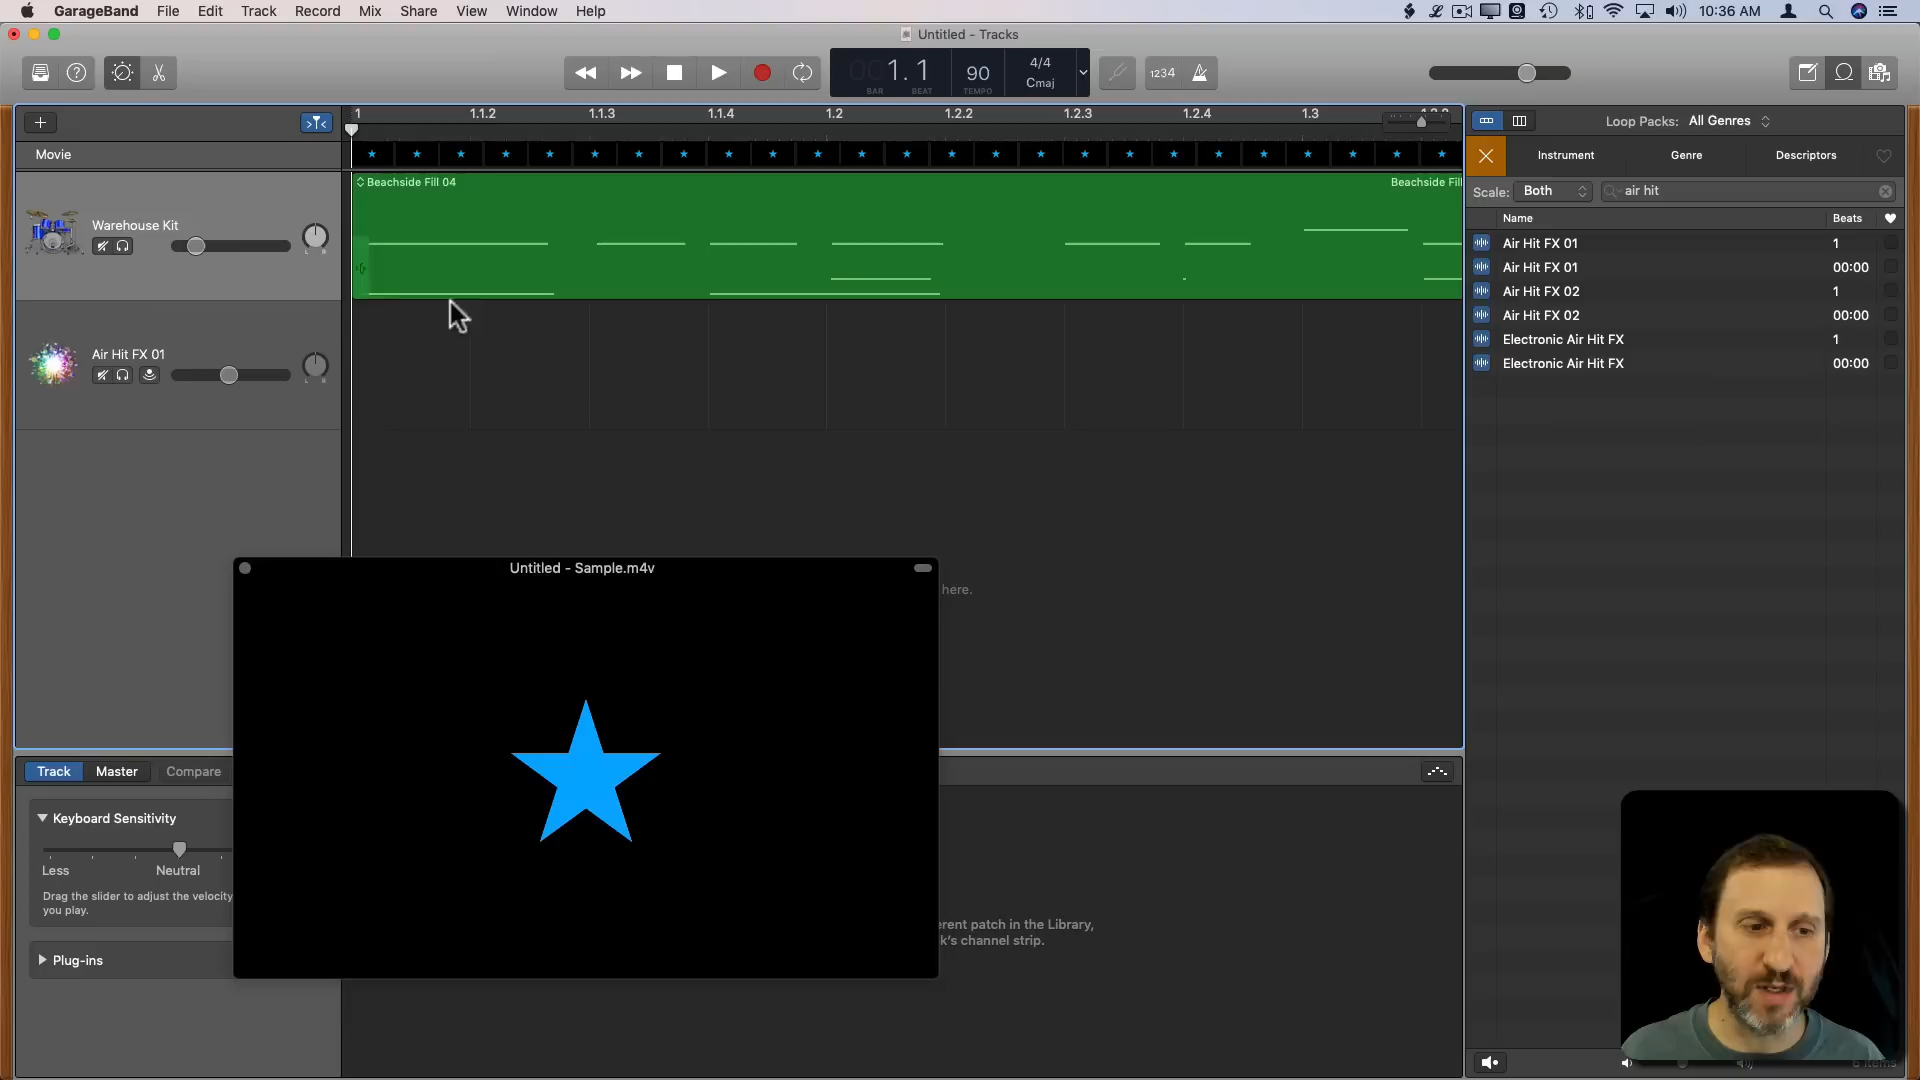 GarageBand File Edit Track Record Mix Share View Window Help
10:36 AM
Untitled - Tracks
1.1
BAR BEAT
90
TEMPO
4/4
Cmaj
1234
1 1.1.2 1.1.3 1.1.4 1.2 1.2.2 1.2.3 1.2.4 1.3
Movie
Beachside Fill 04
Beachside Fill
Warehouse Kit
L R
Air Hit FX 01
L R
Loop Packs: All Genres
Instrument Genre Descriptors
Scale: Both
air hit
Name Beats
Air Hit FX 01 1
Air Hit FX 01 00:00
Air Hit FX 02 1
Air Hit FX 02 00:00
Electronic Air Hit FX 1
Electronic Air Hit FX 00:00
Untitled - Sample.m4v
here.
Track Master Compare
Keyboard Sensitivity
Less Neutral
Drag the slider to adjust the velocity
you play.
Plug-ins
erent patch in the Library,
k's channel strip.